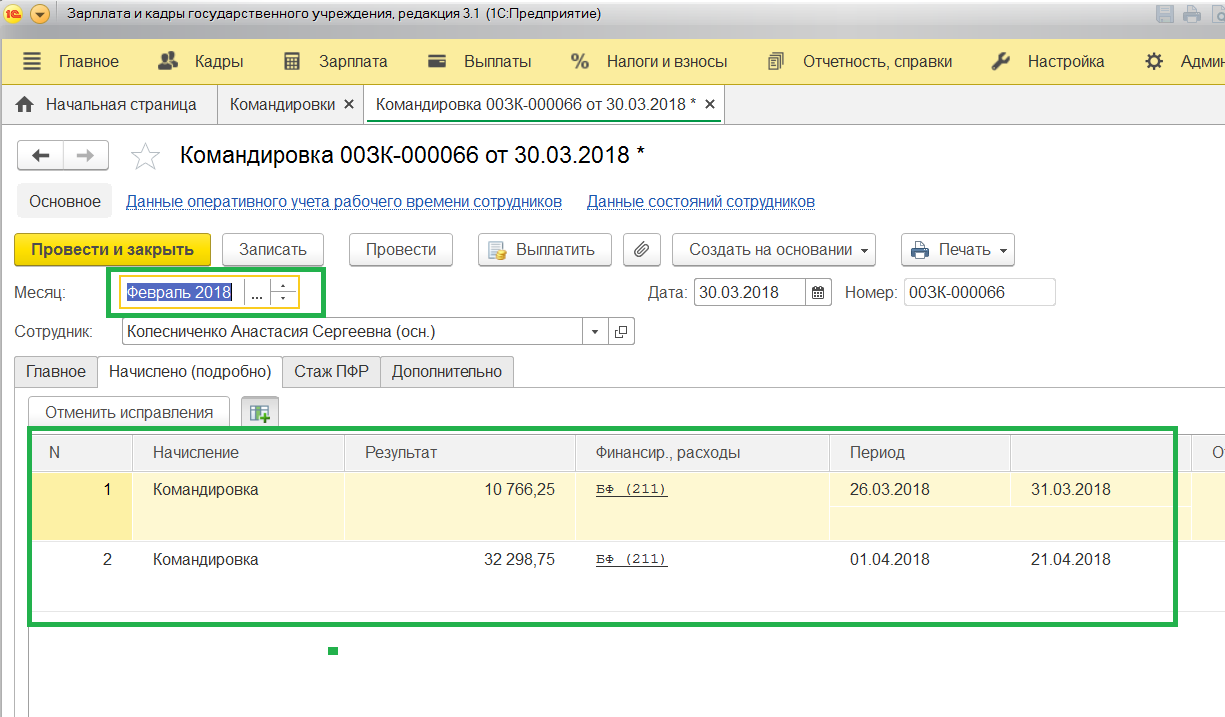 1С Зарплата и кадры государственного учреждения, редакция 3.1 (1С:Предприятие)
Главное Кадры Зарплата Выплаты % Налоги и взносы Отчетность, справки Настройка Админ
Начальная страница Командировки × Командировка 00ЗК-000066 от 30.03.2018 * ×
Командировка 00ЗК-000066 от 30.03.2018 *
Основное Данные оперативного учета рабочего времени сотрудников Данные состояний сотрудников
Провести и закрыть Записать Провести Выплатить Создать на основании Печать
Месяц: Февраль 2018 ... Дата: 30.03.2018 Номер: 00ЗК-000066
Сотрудник: Колесниченко Анастасия Сергеевна (осн.)
Главное Начислено (подробно) Стаж ПФР Дополнительно
Отменить исправления
N Начисление Результат Финансир., расходы Период
1 Командировка 10 766,25 БФ (211) 26.03.2018 31.03.2018
2 Командировка 32 298,75 БФ (211) 01.04.2018 21.04.2018